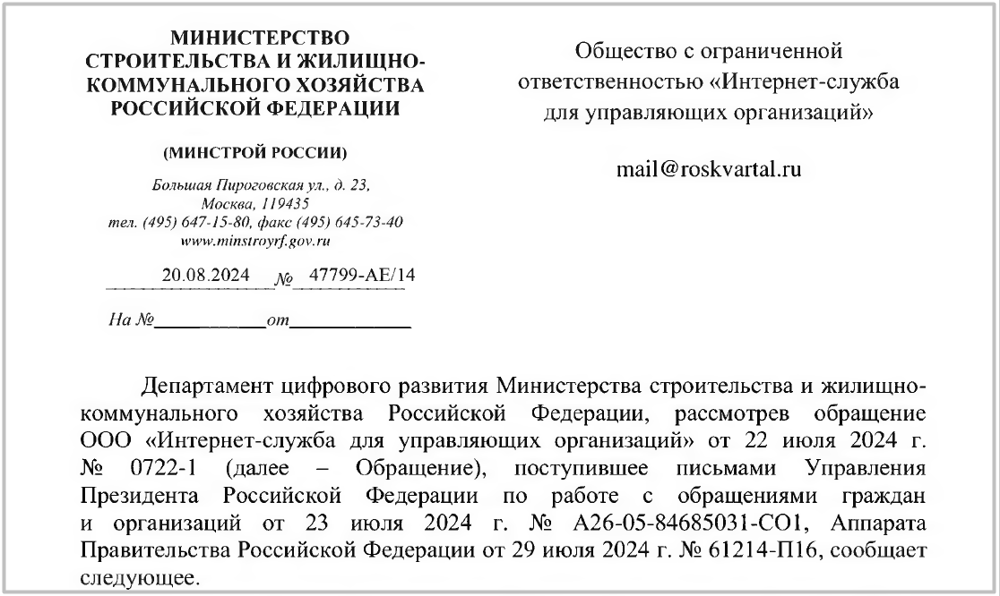 МИНИСТЕРСТВО
СТРОИТЕЛЬСТВА И ЖИЛИЩНО-
КОММУНАЛЬНОГО ХОЗЯЙСТВА
РОССИЙСКОЙ ФЕДЕРАЦИИ
(МИНСТРОЙ РОССИИ)
Большая Пироговская ул., д. 23,
Москва, 119435
тел. (495) 647-15-80, факс (495) 645-73-40
www.minstroyrf.gov.ru
20.08.2024 № 47799-АЕ/14
На №____________от_____________
Общество с ограниченной
ответственностью «Интернет-служба
для управляющих организаций»
mail@roskvartal.ru
Департамент цифрового развития Министерства строительства и жилищно-
коммунального хозяйства Российской Федерации, рассмотрев обращение
ООО «Интернет-служба для управляющих организаций» от 22 июля 2024 г.
№ 0722-1 (далее – Обращение), поступившее письмами Управления
Президента Российской Федерации по работе с обращениями граждан
и организаций от 23 июля 2024 г. № А26-05-84685031-СО1, Аппарата
Правительства Российской Федерации от 29 июля 2024 г. № 61214-П16, сообщает
следующее.